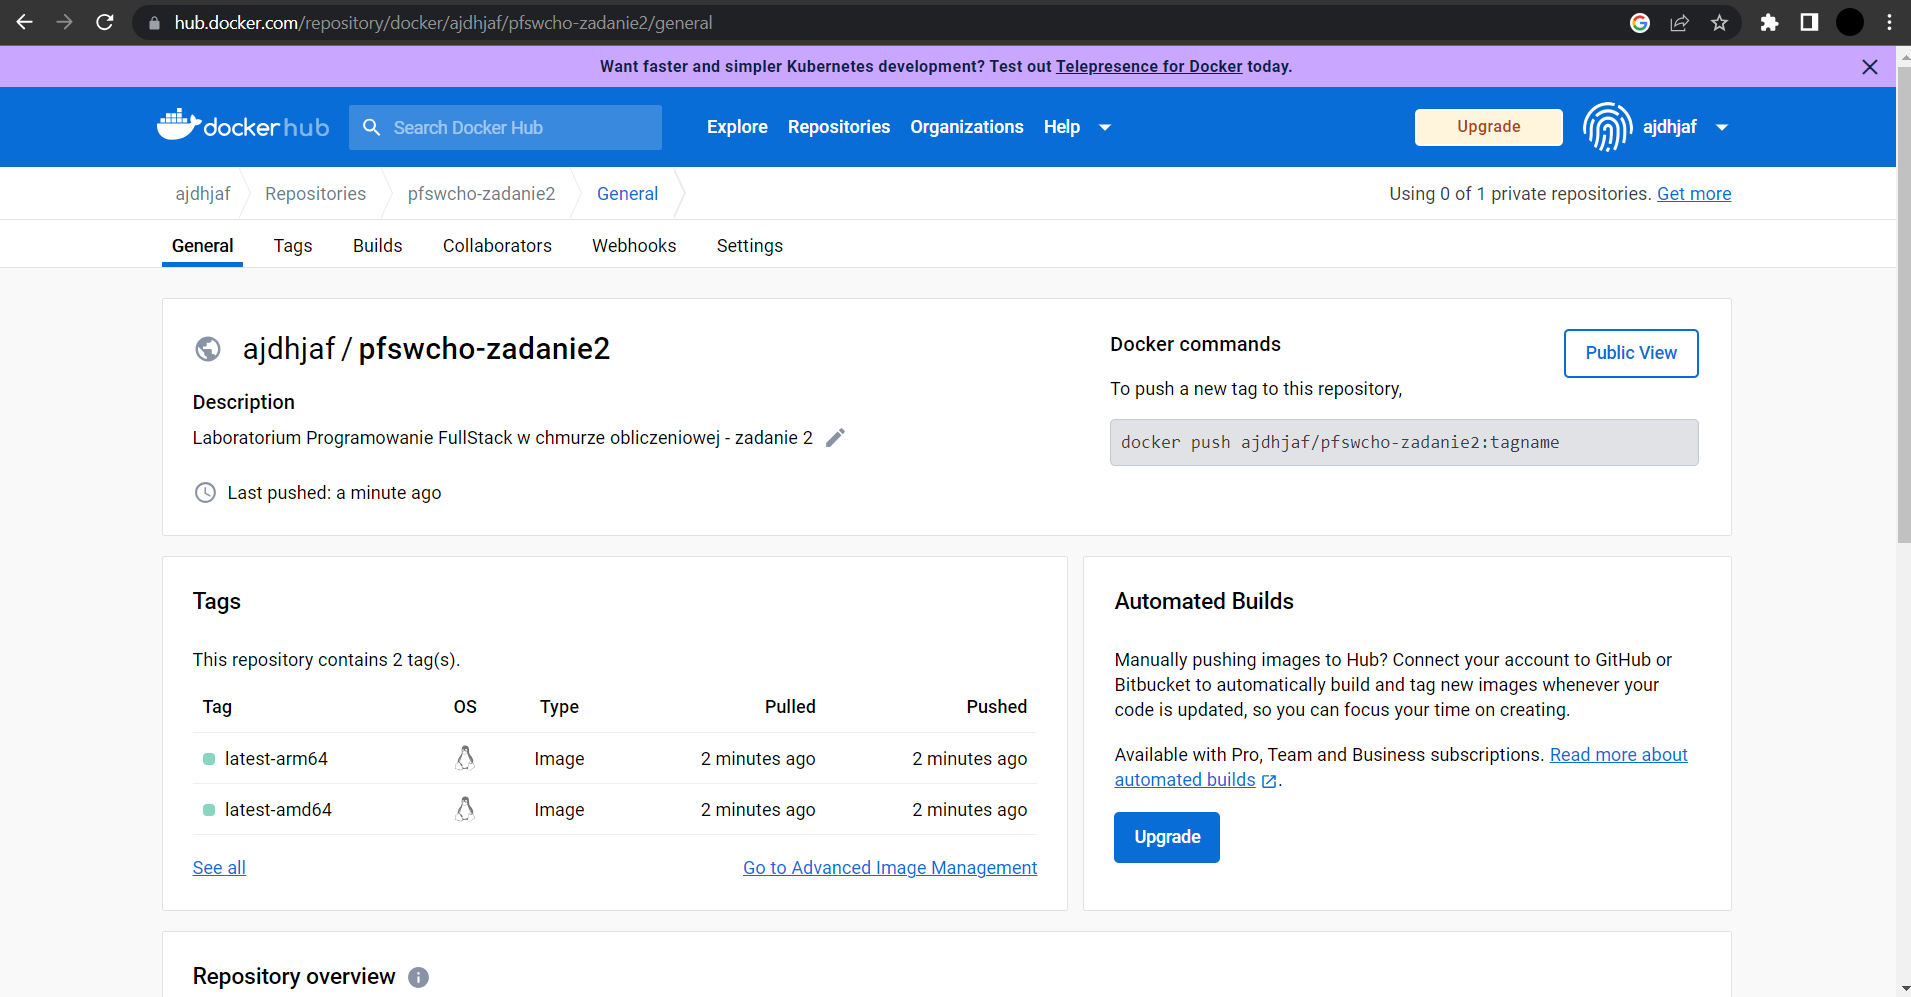 hub.docker.com/repository/docker/ajdhjaf/pfswcho-zadanie2/general
Want faster and simpler Kubernetes development? Test out Telepresence for Docker today.
docker hub
Search Docker Hub
Explore
Repositories
Organizations
Help
Upgrade
ajdhjaf
ajdhjaf
Repositories
pfswcho-zadanie2
General
Using 0 of 1 private repositories. Get more
General
Tags
Builds
Collaborators
Webhooks
Settings
ajdhjaf / pfswcho-zadanie2
Description
Laboratorium Programowanie FullStack w chmurze obliczeniowej - zadanie 2
Last pushed: a minute ago
Docker commands
Public View
To push a new tag to this repository,
docker push ajdhjaf/pfswcho-zadanie2:tagname
Tags
This repository contains 2 tag(s).
Tag OS Type Pulled Pushed
latest-arm64 Image 2 minutes ago 2 minutes ago
latest-amd64 Image 2 minutes ago 2 minutes ago
See all
Go to Advanced Image Management
Automated Builds
Manually pushing images to Hub? Connect your account to GitHub or
Bitbucket to automatically build and tag new images whenever your
code is updated, so you can focus your time on creating.
Available with Pro, Team and Business subscriptions. Read more about
automated builds .
Upgrade
Repository overview